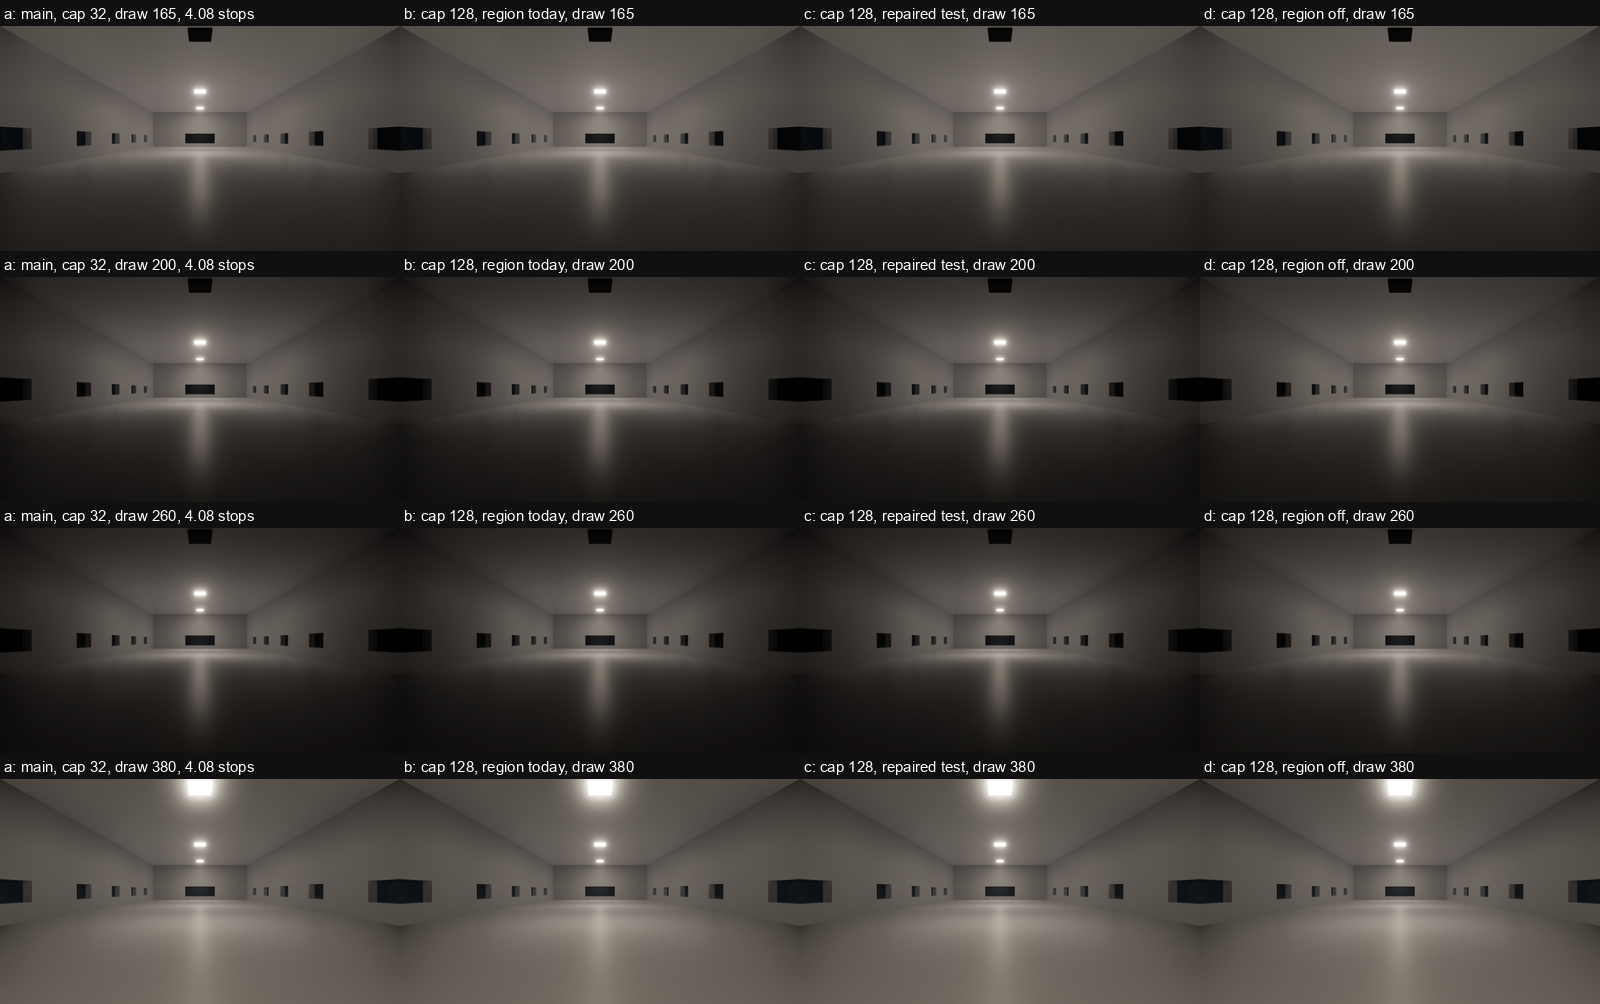 a: main, cap 32, draw 165, 4.08 stops
b: cap 128, region today, draw 165
c: cap 128, repaired test, draw 165
d: cap 128, region off, draw 165
a: main, cap 32, draw 200, 4.08 stops
b: cap 128, region today, draw 200
c: cap 128, repaired test, draw 200
d: cap 128, region off, draw 200
a: main, cap 32, draw 260, 4.08 stops
b: cap 128, region today, draw 260
c: cap 128, repaired test, draw 260
d: cap 128, region off, draw 260
a: main, cap 32, draw 380, 4.08 stops
b: cap 128, region today, draw 380
c: cap 128, repaired test, draw 380
d: cap 128, region off, draw 380